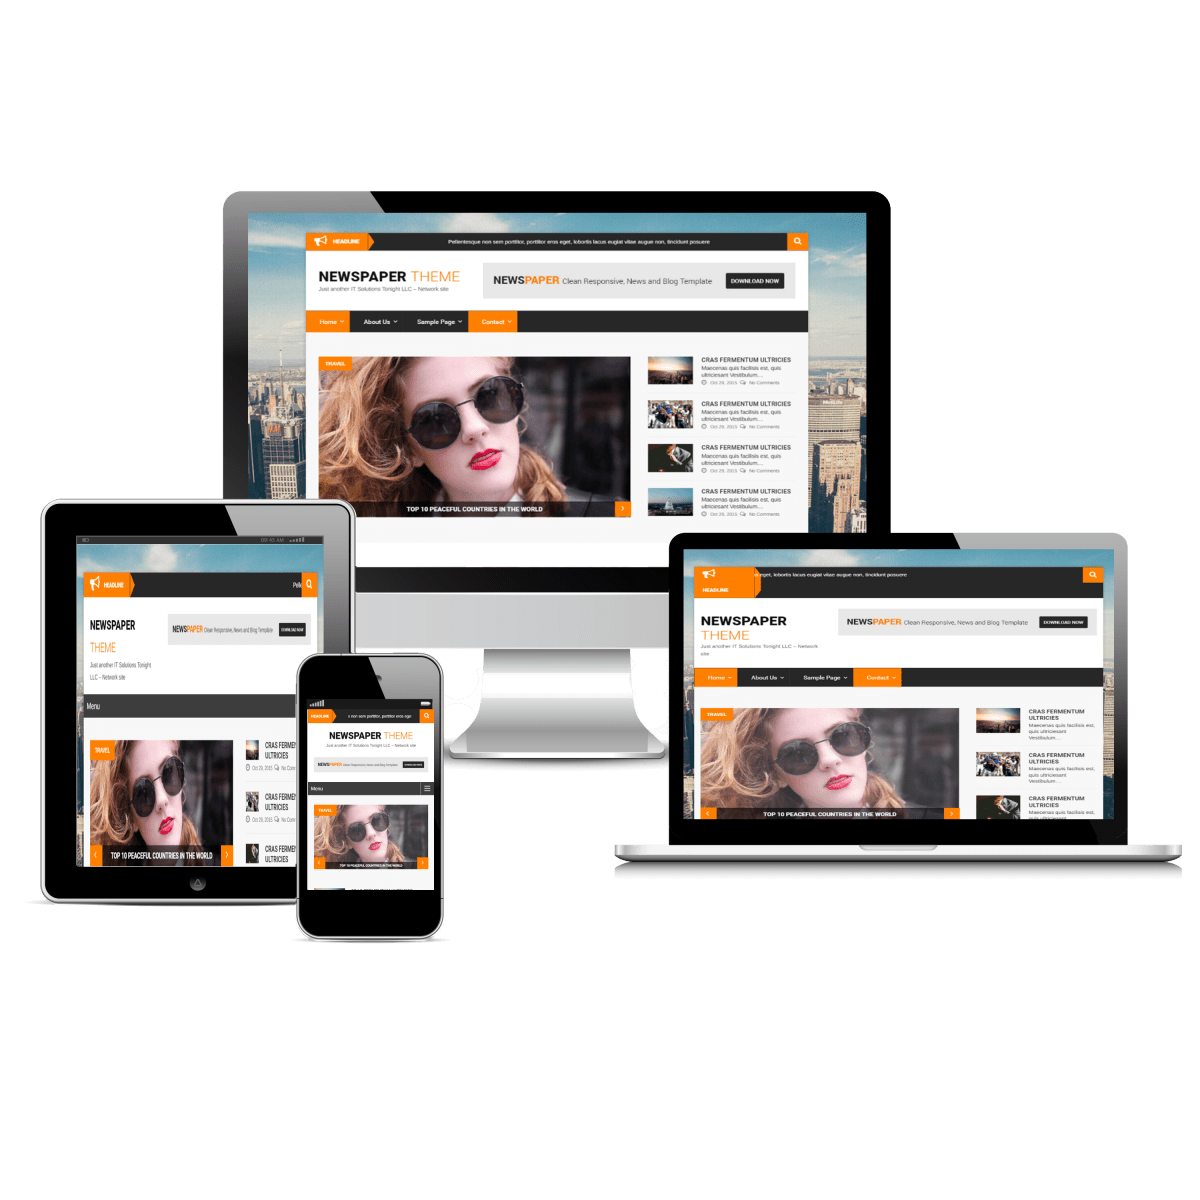 HEADLINE
Pellentesque non sem porttitor, porttitor eros eget, lobortis lacus eugiat vitae augue non, tincidunt posuere
NEWSPAPER THEME
Just another IT Solutions Tonight LLC – Network site
NEWSPAPER Clean Responsive, News and Blog Template
DOWNLOAD NOW
Home About Us Sample Page Contact
TRAVEL
TOP 10 PEACEFUL COUNTRIES IN THE WORLD
CRAS FERMENTUM ULTRICIES
Maecenas quis facilisis est, quis
ultriciesant Vestibulum....
Oct 29, 2015 No Comments
CRAS FERMENTUM ULTRICIES
Maecenas quis facilisis est, quis
ultriciesant Vestibulum....
Oct 29, 2015 No Comments
CRAS FERMENTUM ULTRICIES
Maecenas quis facilisis est, quis
ultriciesant Vestibulum....
Oct 29, 2015 No Comments
CRAS FERMENTUM ULTRICIES
Maecenas quis facilisis est, quis
ultriciesant Vestibulum....
Oct 29, 2015 No Comments
HEADLINE
Pelle
NEWSPAPER
THEME
Just another IT Solutions Tonight
LLC – Network site
NEWSPAPER Clean Responsive, News and Blog Template
DOWNLOAD NOW
Menu
TRAVEL
TOP 10 PEACEFUL COUNTRIES IN THE WORLD
CRAS FERMEN
ULTRICIES
Oct 29, 2015 No Com
CRAS FERMEN
ULTRICIES
Oct 29, 2015 No Com
CRAS FERMEN
ULTRICIES
HEADLINE
s non sem porttitor, porttitor eros ege
NEWSPAPER THEME
Just another IT Solutions Tonight LLC – Network site
NEWSPAPER Clean Responsive, News and Blog Template
DOWNLOAD NOW
Menu
TRAVEL
TOP 10 PEACEFUL COUNTRIES IN THE WORLD
HEADLINE
eget, lobortis lacus eugiat vitae augue non, tincidunt posuere
NEWSPAPER
THEME
Just another IT Solutions Tonight LLC – Network
site
NEWSPAPER Clean Responsive, News and Blog Template
DOWNLOAD NOW
Home About Us Sample Page Contact
TRAVEL
TOP 10 PEACEFUL COUNTRIES IN THE WORLD
CRAS FERMENTUM
ULTRICIES
Maecenas quis facilisis est,
quis ultriciesant
Vestibulum....
CRAS FERMENTUM
ULTRICIES
Maecenas quis facilisis est,
quis ultriciesant
Vestibulum....
CRAS FERMENTUM
ULTRICIES
Maecenas quis facilisis est,
quis ultriciesant